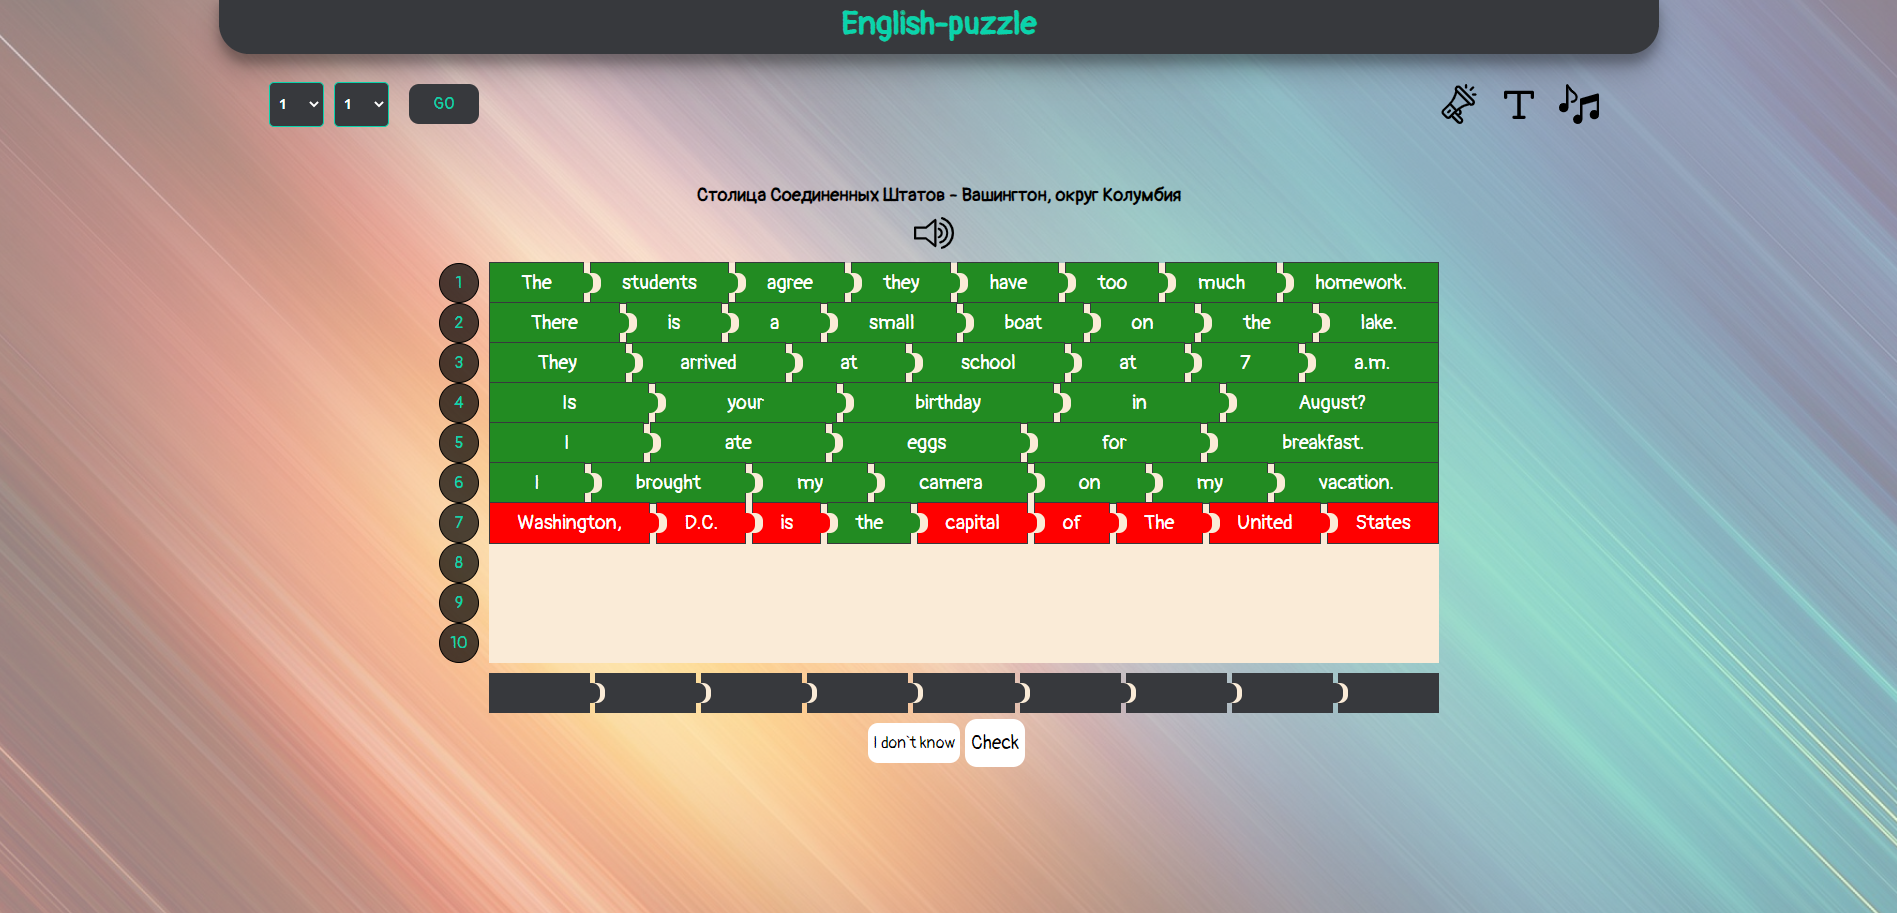 English-puzzle
1 1 GO
Столица Соединенных Штатов - Вашингтон, округ Колумбия
1 The students agree they have too much homework.
2 There is a small boat on the lake.
3 They arrived at school at 7 a.m.
4 Is your birthday in August?
5 I ate eggs for breakfast.
6 I brought my camera on my vacation.
7 Washington, D.C. is the capital of The United States
8
9
10
I don`t know Check